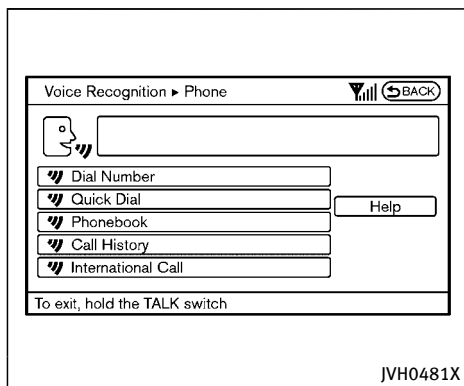 Voice Recognition ▸ Phone BACK
Dial Number
Quick Dial
Help
Phonebook
Call History
International Call
To exit, hold the TALK switch
JVH0481X